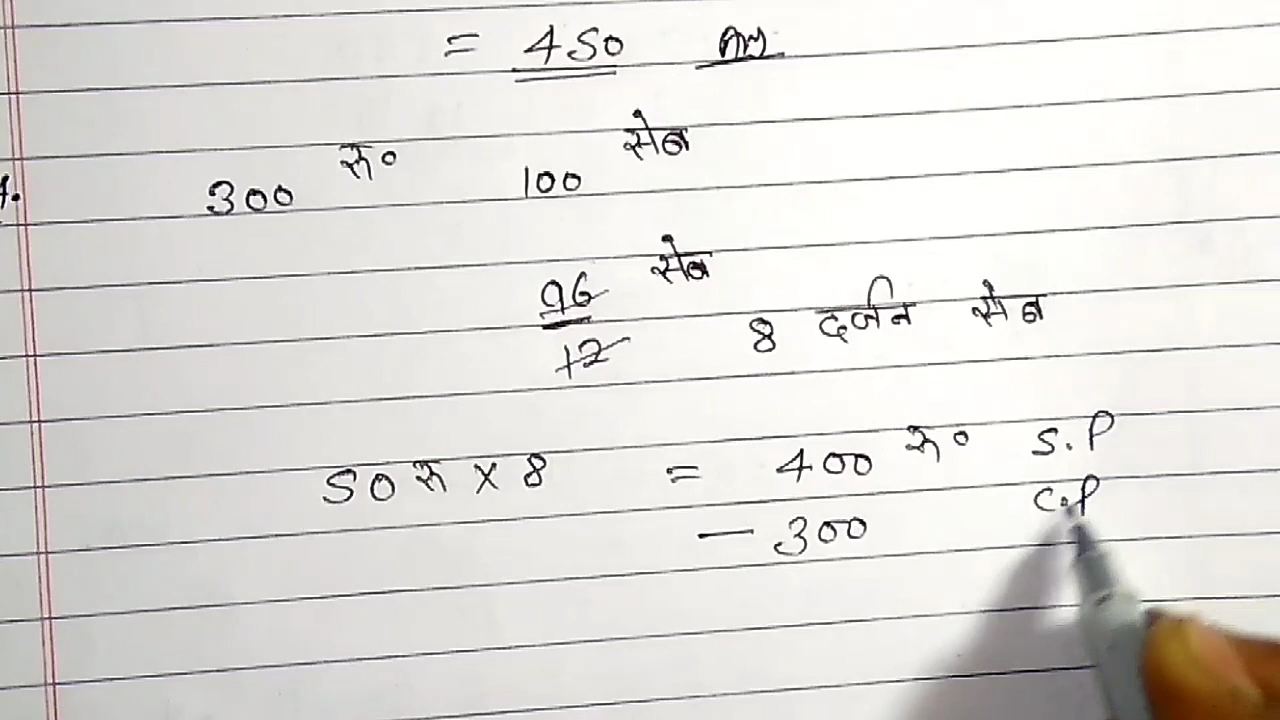 = 450 Ans
4. 300 रु० 100 सेब
96 सेब
12 8 दर्जन सेब
50 रु × 8 = 400 रु० S.P
- 300 C.P